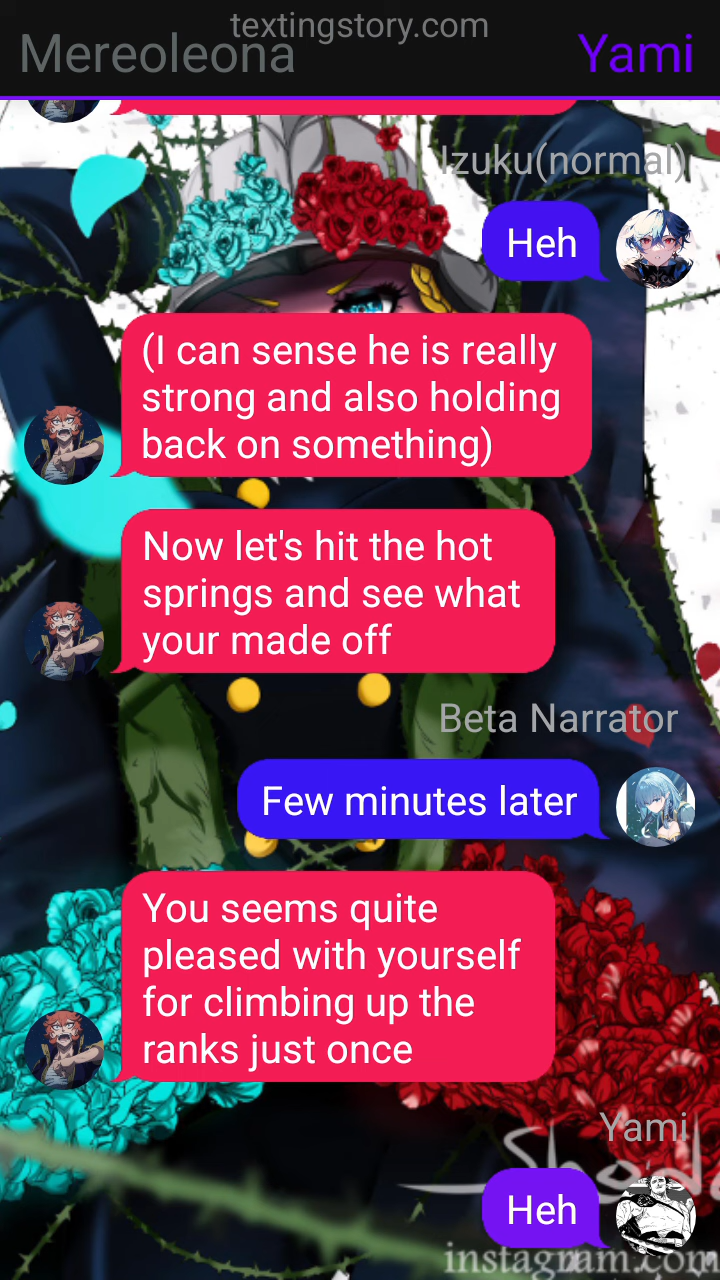 textingstory.com
Mereoleona
Yami
Izuku(normal)
Heh
(I can sense he is really
strong and also holding
back on something)
Now let's hit the hot
springs and see what
your made off
Beta Narrator
Few minutes later
You seems quite
pleased with yourself
for climbing up the
ranks just once
Yami
Heh
instagram.com